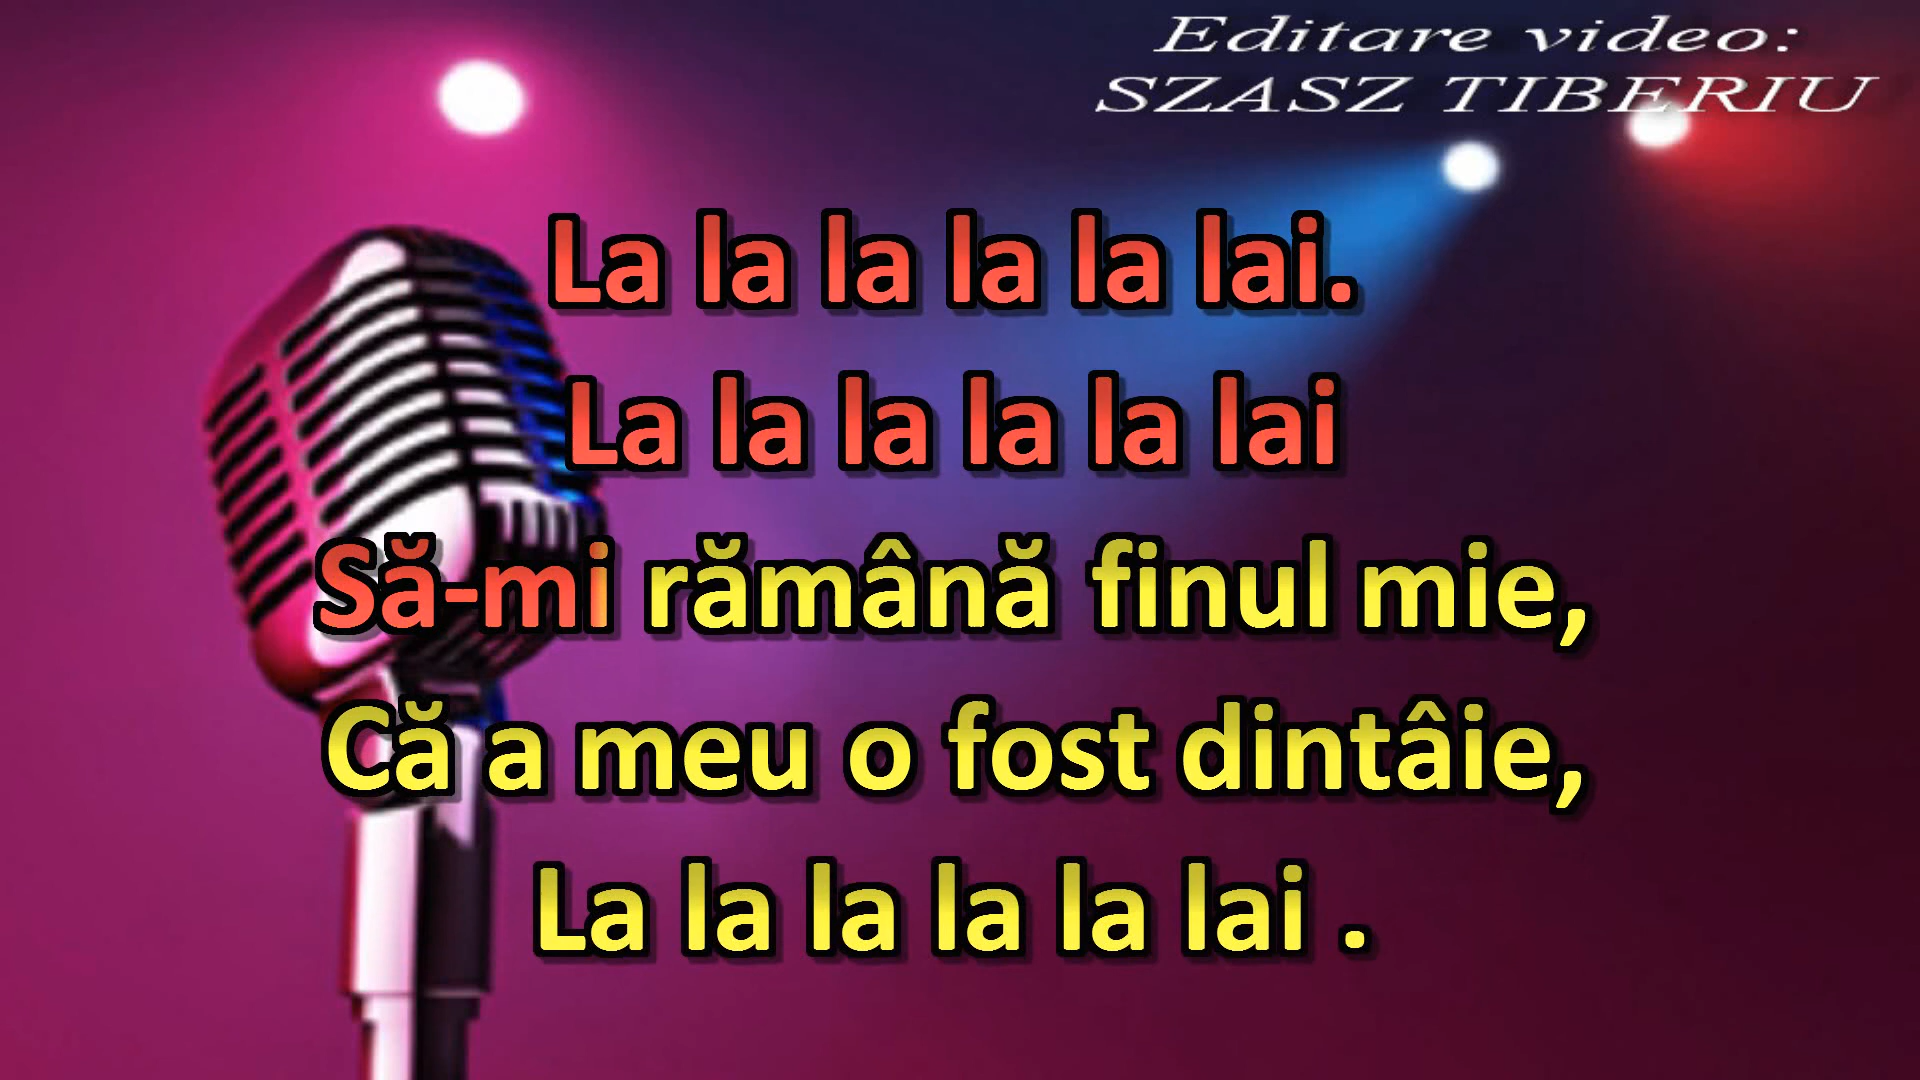 Editare video:
SZASZ TIBERIU
La la la la la lai.
La la la la la lai
Să-mi rămână finul mie,
Că a meu o fost dintâie,
La la la la la lai .